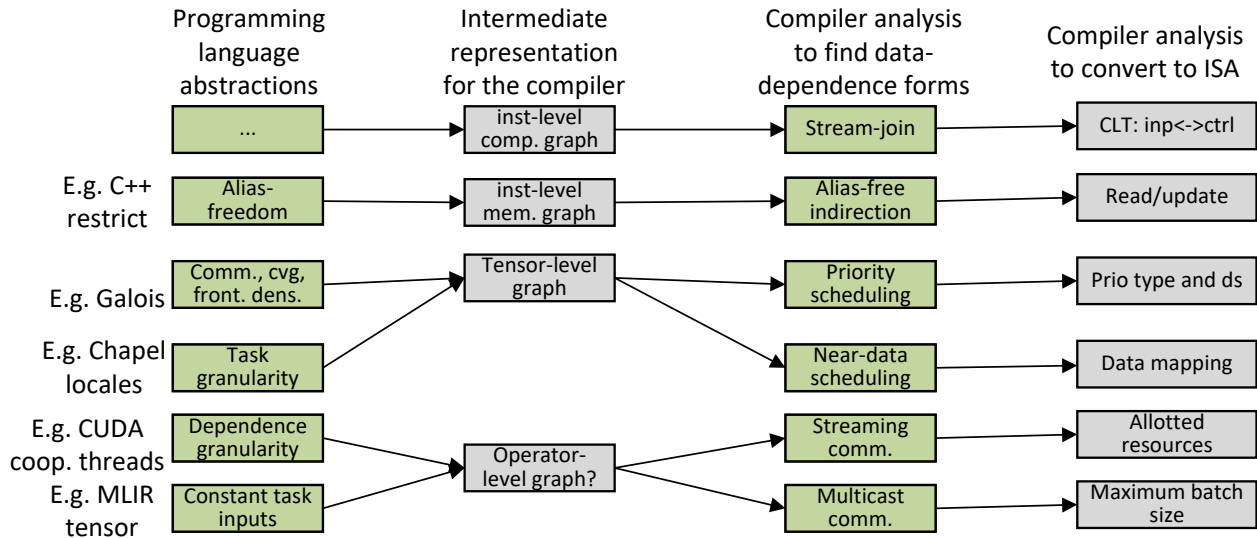 Programming
language
abstractions
Intermediate
representation
for the compiler
Compiler analysis
to find data-
dependence forms
Compiler analysis
to convert to ISA
...
inst-level
comp. graph
Stream-join
CLT: inp<->ctrl
E.g. C++
restrict
Alias-
freedom
inst-level
mem. graph
Alias-free
indirection
Read/update
E.g. Galois
Comm., cvg,
front. dens.
Tensor-level
graph
Priority
scheduling
Prio type and ds
E.g. Chapel
locales
Task
granularity
Near-data
scheduling
Data mapping
E.g. CUDA
coop. threads
Dependence
granularity
Operator-
level graph?
Streaming
comm.
Allotted
resources
E.g. MLIR
tensor
Constant task
inputs
Multicast
comm.
Maximum batch
size